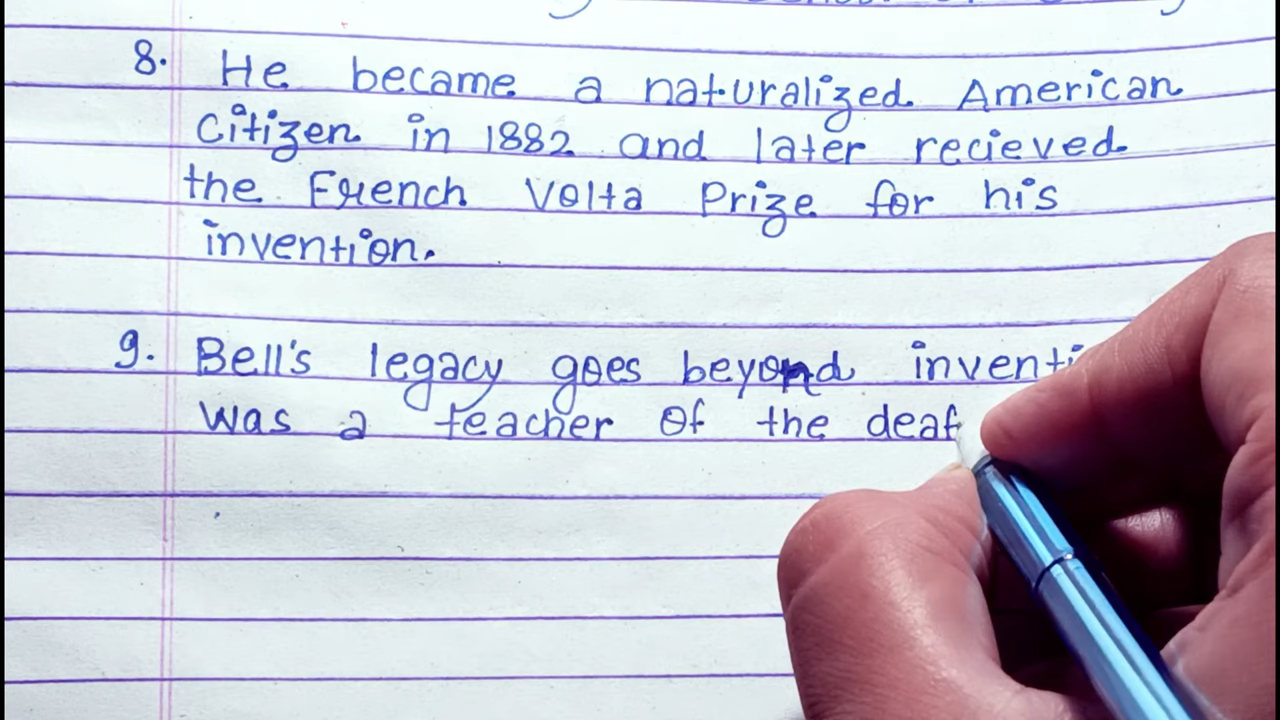 8. He became a naturalized American
citizen in 1882 and later recieved
the French Volta Prize for his
invention.
9. Bell's legacy goes beyond
was a teacher of the deaf